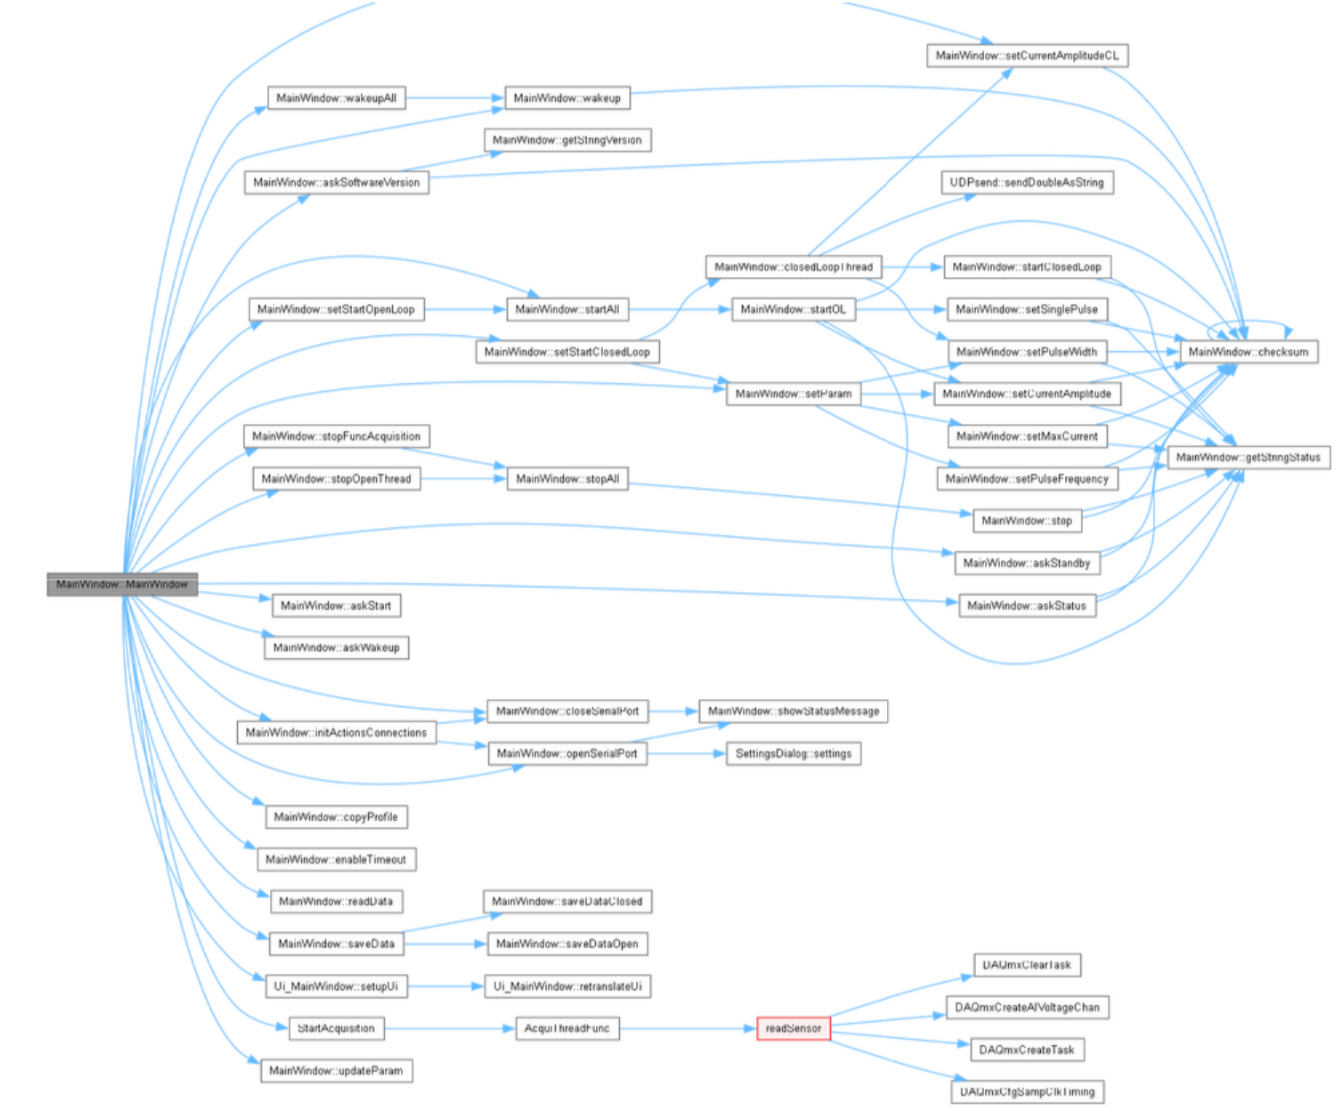 MainWindow::setCurrentAmplitudeCL
MainWindow::wakeupAll
MainWindow::wakeup
MainWindow::getStringVersion
MainWindow::askSoftwareVersion
UDPsend::sendDoubleAsString
MainWindow::closedLoopThread
MainWindow::startClosedLoop
MainWindow::setStartOpenLoop
MainWindow::startAll
MainWindow::startOL
MainWindow::setSinglePulse
MainWindow::setStartClosedLoop
MainWindow::setPulseWidth
MainWindow::checksum
MainWindow::setParam
MainWindow::setCurrentAmplitude
MainWindow::stopFuncAcquisition
MainWindow::setMaxCurrent
MainWindow::getStringStatus
MainWindow::stopOpenThread
MainWindow::stopAll
MainWindow::setPulseFrequency
MainWindow::stop
MainWindow::askStandby
MainWindow::MainWindow
MainWindow::askStart
MainWindow::askStatus
MainWindow::askWakeup
MainWindow::closeSerialPort
MainWindow::showStatusMessage
MainWindow::initActionsConnections
MainWindow::openSerialPort
SettingsDialog::settings
MainWindow::copyProfile
MainWindow::enableTimeout
MainWindow::readData
MainWindow::saveDataClosed
MainWindow::saveData
MainWindow::saveDataOpen
DAQmxClearTask
Ui_MainWindow::setupUi
Ui_MainWindow::retranslateUi
DAQmxCreateAIVoltageChan
StartAcquisition
AcquiThreadFunc
readSensor
DAQmxCreateTask
MainWindow::updateParam
DAQmxCfgSampClkTiming